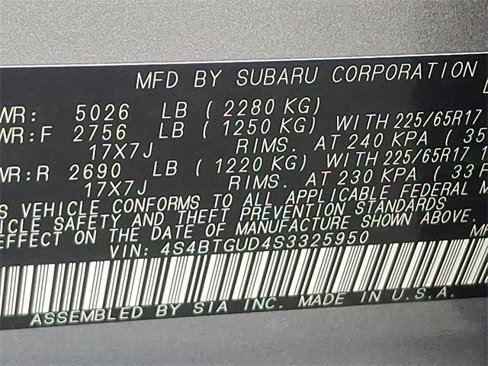 MFD BY SUBARU CORPORATION
WR: 5026 LB (2280 KG)
WR:F 2756 LB (1250 KG) WITH 225/65R17
17X7J RIMS. AT 240 KPA (35
WR:R 2690 LB (1220 KG) WITH 225/65R17
17X7J RIMS. AT 230 KPA (33
S VEHICLE CONFORMS TO ALL APPLICABLE FEDERAL M
VEHICLE SAFETY AND THEFT PREVENTION STANDARDS
EFFECT ON THE DATE OF MANUFACTURE SHOWN ABOVE.
VIN: 4S4BTGUD4S3325950
ASSEMBLED BY SIA INC. MADE IN U.S.A.